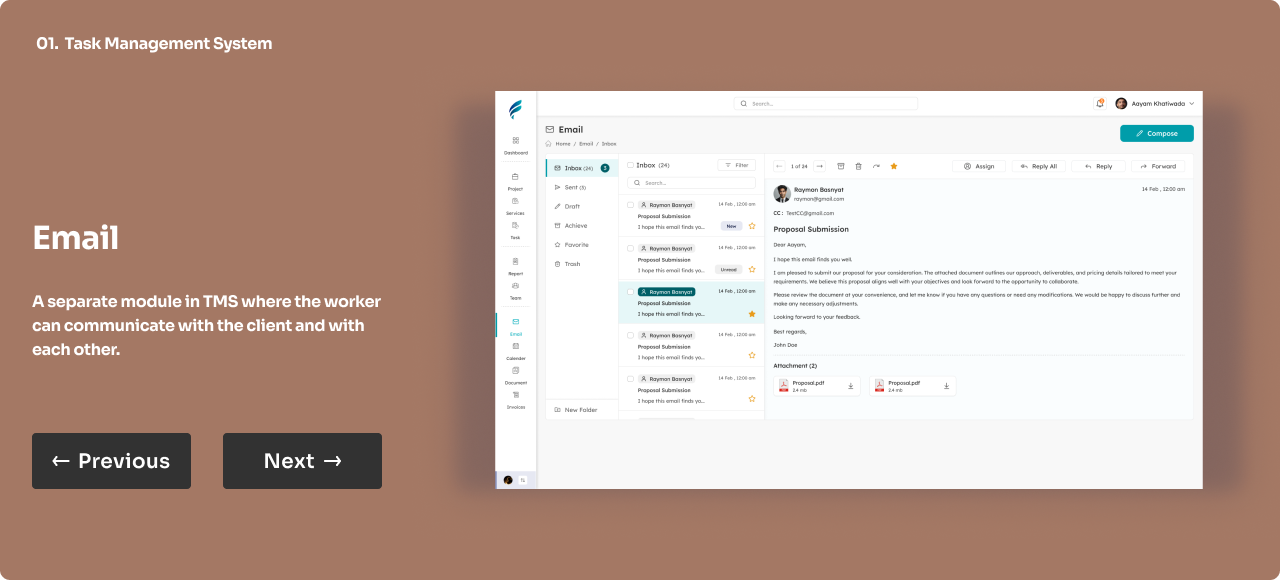 01. Task Management System
Email
A separate module in TMS where the worker
can communicate with the client and with
each other.
← Previous
Next →
Search...
Aayam Khatiwada
Dashboard
Project
Services
Task
Report
Team
Email
Calender
Document
Invoices
Email
Home / Email / Inbox
Compose
Inbox (24) 3
Sent (3)
Draft
Achieve
Favorite
Trash
New Folder
Inbox (24)
Filter
Search...
Raymon Basnyat 14 Feb , 12:00 am
Proposal Submission
I hope this email finds yo... New
Raymon Basnyat 14 Feb , 12:00 am
Proposal Submission
I hope this email finds yo... Unread
Raymon Basnyat 14 Feb , 12:00 am
Proposal Submission
I hope this email finds yo...
Raymon Basnyat 14 Feb , 12:00 am
Proposal Submission
I hope this email finds yo...
Raymon Basnyat 14 Feb , 12:00 am
Proposal Submission
I hope this email finds yo...
← 1 of 24 →
Assign
Reply All
Reply
Forward
Raymon Basnyat 14 Feb , 12:00 am
raymon@gmail.com
CC : TestCC@gmail.com
Proposal Submission
Dear Aayam,
I hope this email finds you well.
I am pleased to submit our proposal for your consideration. The attached document outlines our approach, deliverables, and pricing details tailored to meet your
requirements. We believe this proposal aligns well with your objectives and look forward to the opportunity to collaborate.
Please review the document at your convenience, and let me know if you have any questions or need any modifications. We would be happy to discuss further and
make any necessary adjustments.
Looking forward to your feedback.
Best regards,
John Doe
Attachment (2)
Proposal.pdf
2.4 mb
Proposal.pdf
2.4 mb